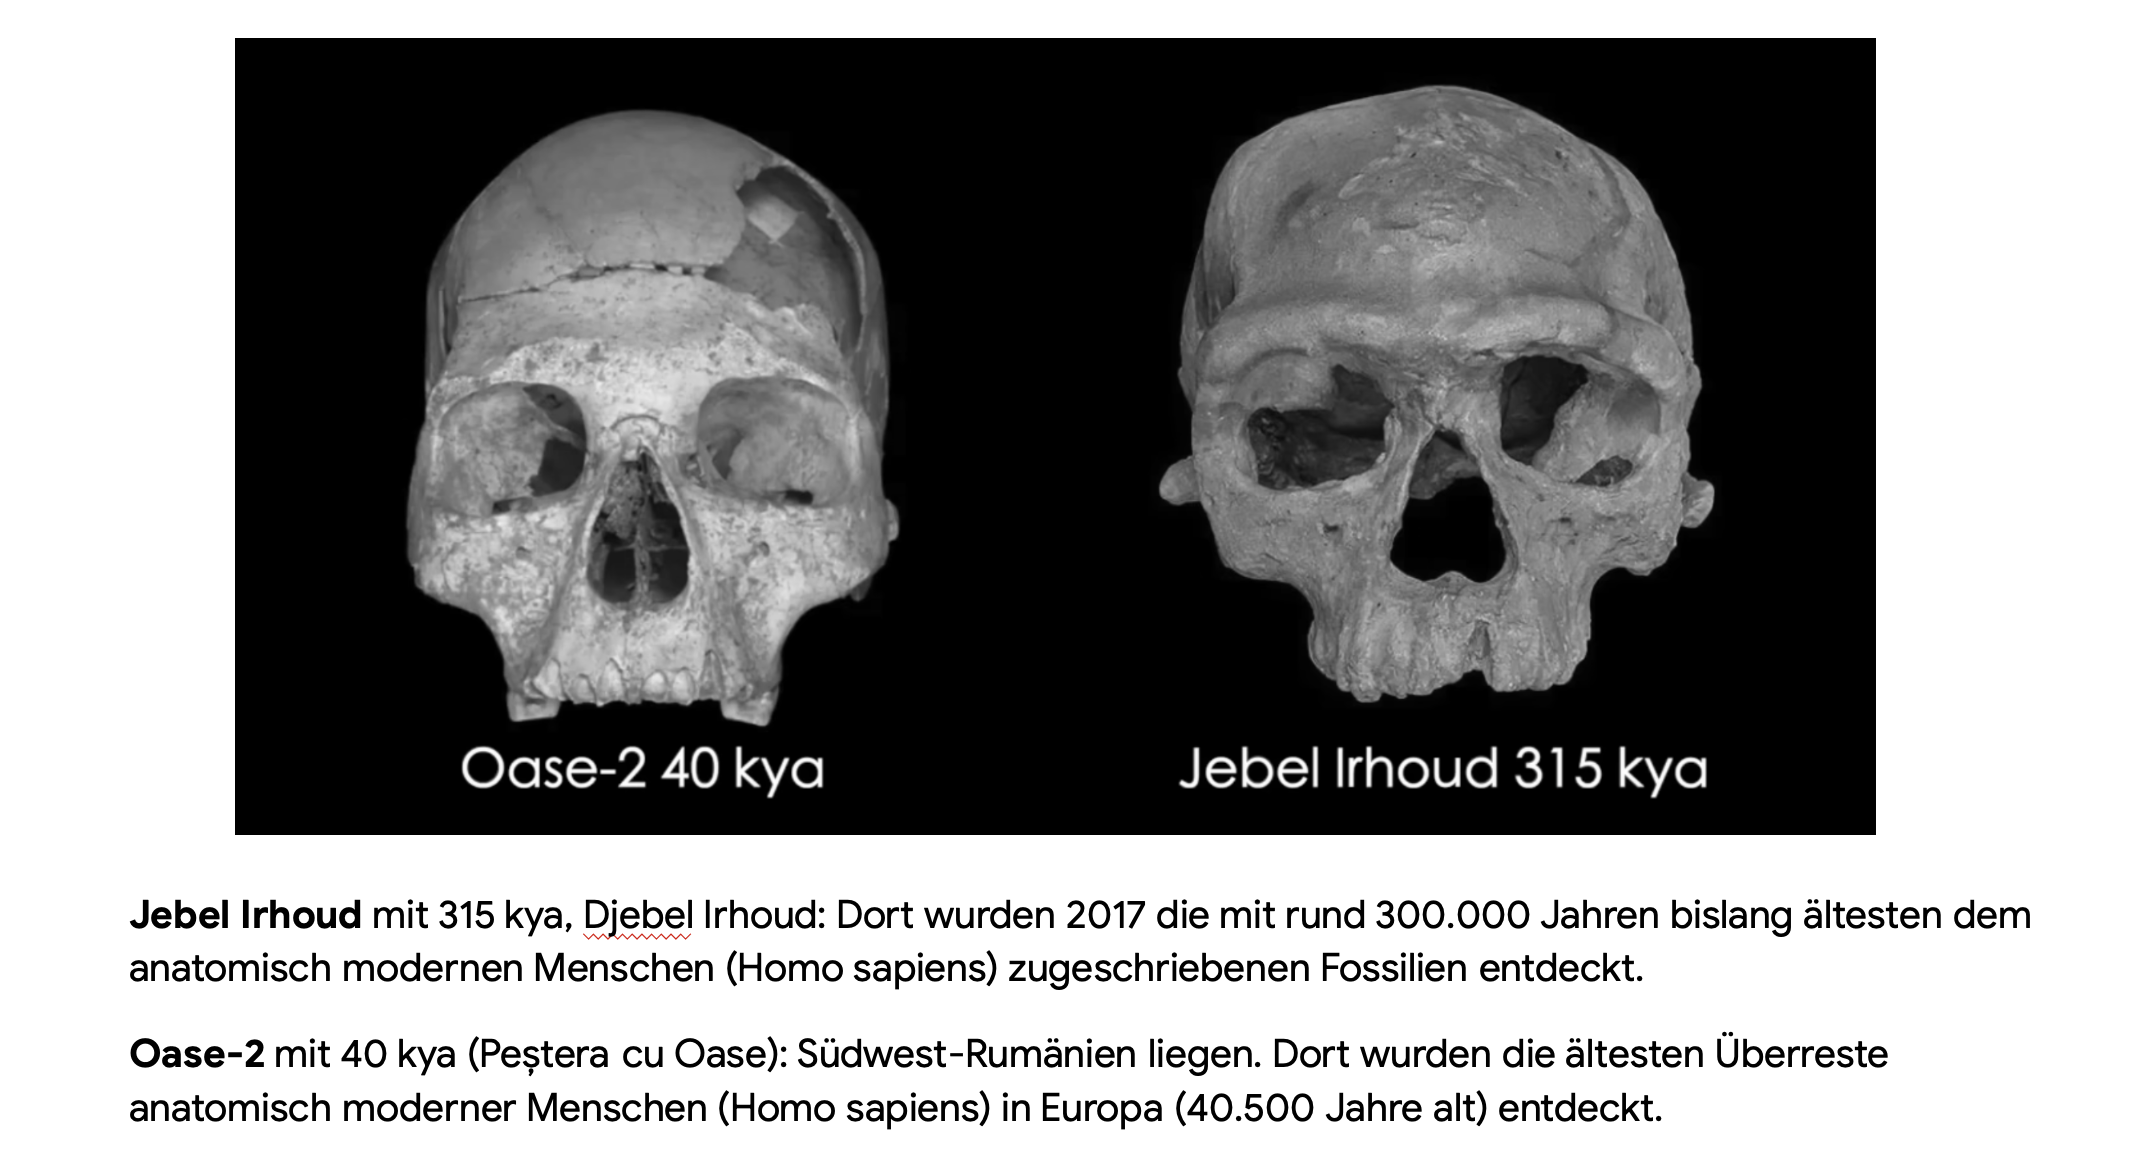 Oase-2 40 kya
Jebel Irhoud 315 kya
Jebel Irhoud mit 315 kya, Djebel Irhoud: Dort wurden 2017 die mit rund 300.000 Jahren bislang ältesten dem
anatomisch modernen Menschen (Homo sapiens) zugeschriebenen Fossilien entdeckt.
Oase-2 mit 40 kya (Peștera cu Oase): Südwest-Rumänien liegen. Dort wurden die ältesten Überreste
anatomisch moderner Menschen (Homo sapiens) in Europa (40.500 Jahre alt) entdeckt.